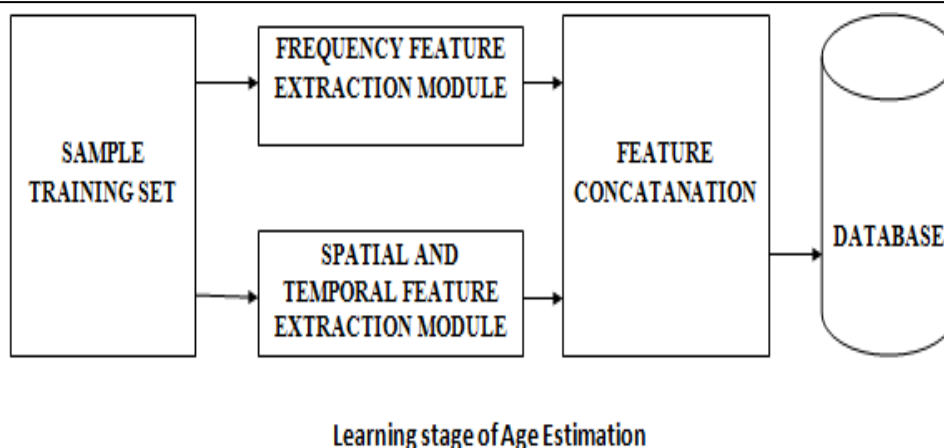 SAMPLE
TRAINING SET
FREQUENCY FEATURE
EXTRACTION MODULE
SPATIAL AND
TEMPORAL FEATURE
EXTRACTION MODULE
FEATURE
CONCATANATION
DATABASE
Learning stage of Age Estimation